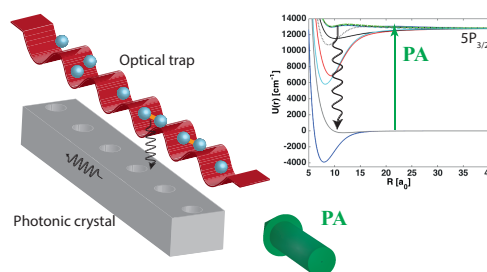 Optical trap
Photonic crystal
PA
14000
12000
10000
8000
6000
4000
2000
0
-2000
-4000
U(r) [cm⁻¹]
5P₃/₂
PA
5 10 15 20 25 30 35 40
R [a₀]